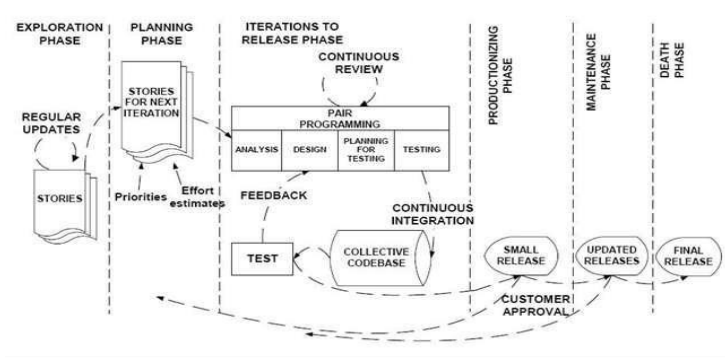 EXPLORATION
PHASE
PLANNING
PHASE
ITERATIONS TO
RELEASE PHASE
PRODUCTIONIZING
PHASE
MAINTENANCE
PHASE
DEATH
PHASE
CONTINUOUS
REVIEW
REGULAR
UPDATES
STORIES
STORIES
FOR NEXT
ITERATION
Priorities
Effort
estimates
PAIR
PROGRAMMING
ANALYSIS
DESIGN
PLANNING
FOR
TESTING
TESTING
FEEDBACK
CONTINUOUS
INTEGRATION
TEST
COLLECTIVE
CODEBASE
SMALL
RELEASE
UPDATED
RELEASES
FINAL
RELEASE
CUSTOMER
APPROVAL